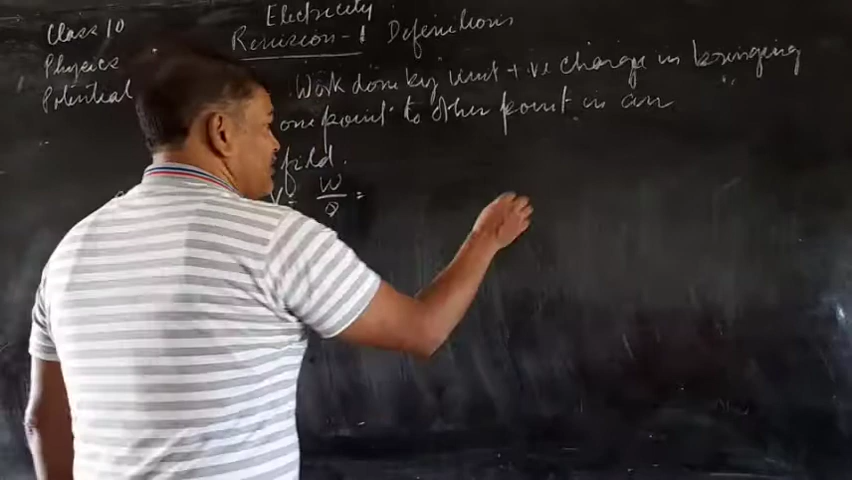 Class 10
Physics
Potential
Electricity
Revision-1 Definitions
Work done by unit +ve charge in bringing
one point to other point in an
field.
V = W/Q =